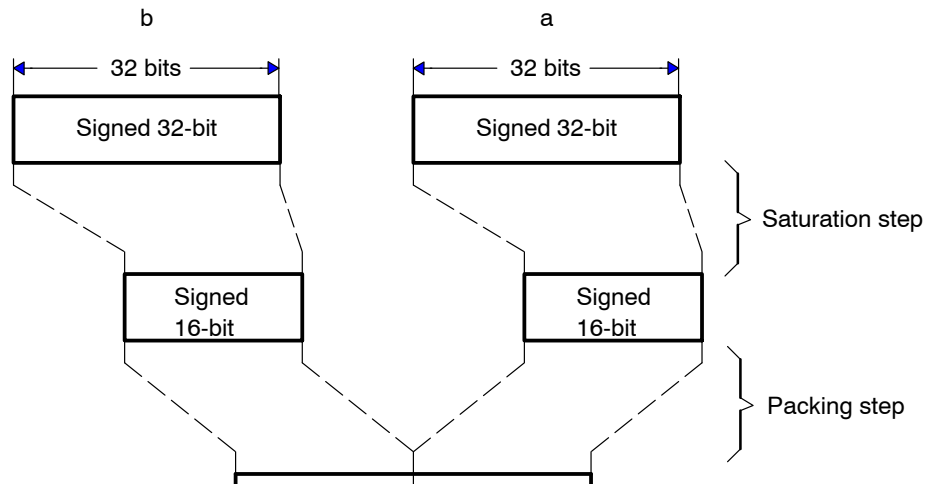 b a
32 bits 32 bits
Signed 32-bit Signed 32-bit
Saturation step
Signed Signed
16-bit 16-bit
Packing step